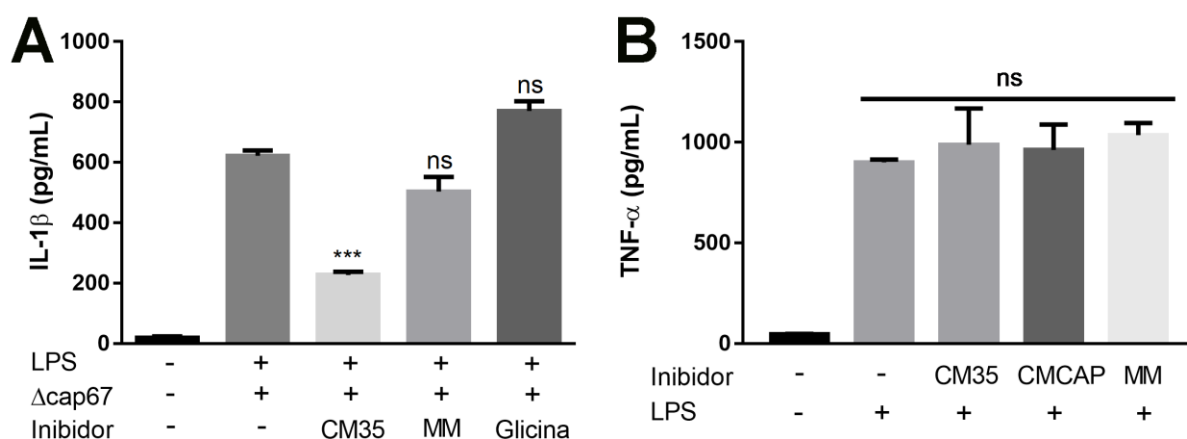 A
IL-1β (pg/mL)
1000
800
600
400
200
0
***
ns
ns
LPS - + + + +
Δcap67 - + + + +
Inibidor - - CM35 MM Glicina
B
TNF-α (pg/mL)
1500
1000
500
0
ns
Inibidor - - CM35 CMCAP MM
LPS - + + + +